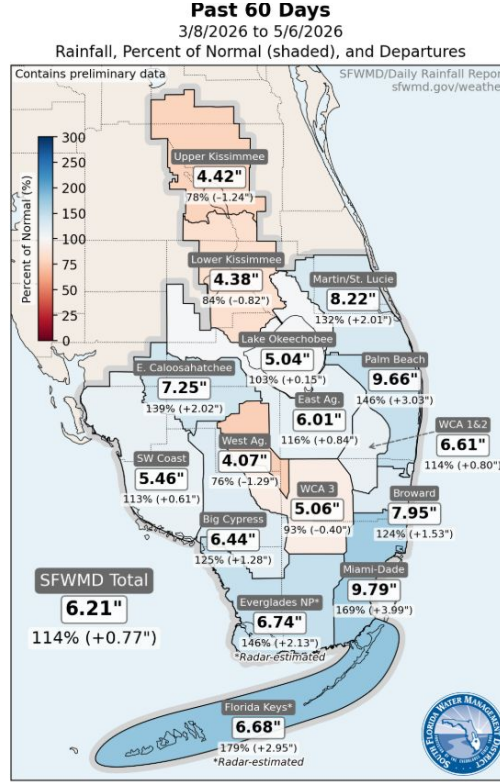 Past 60 Days
3/8/2026 to 5/6/2026
Rainfall, Percent of Normal (shaded), and Departures
Contains preliminary data
SFWMD/Daily Rainfall Repor
sfwmd.gov/weathe
Percent of Normal (%)
300
250
200
150
100
75
50
25
0
Upper Kissimmee
4.42"
78% (−1.24")
Lower Kissimmee
4.38"
84% (−0.82")
Martin/St. Lucie
8.22"
132% (+2.01")
Lake Okeechobee
5.04"
103% (+0.15")
E. Caloosahatchee
7.25"
139% (+2.02")
Palm Beach
9.66"
146% (+3.03")
East Ag.
6.01"
116% (+0.84")
WCA 1&2
6.61"
114% (+0.80"
West Ag.
4.07"
76% (−1.29")
SW Coast
5.46"
113% (+0.61")
WCA 3
5.06"
93% (−0.40")
Broward
7.95"
124% (+1.53")
Big Cypress
6.44"
125% (+1.28")
Miami-Dade
9.79"
169% (+3.99")
SFWMD Total
6.21"
114% (+0.77")
Everglades NP*
6.74"
146% (+2.13")
*Radar-estimated
Florida Keys*
6.68"
179% (+2.95")
*Radar-estimated
SOUTH FLORIDA WATER MANAGEMENT DISTRICT